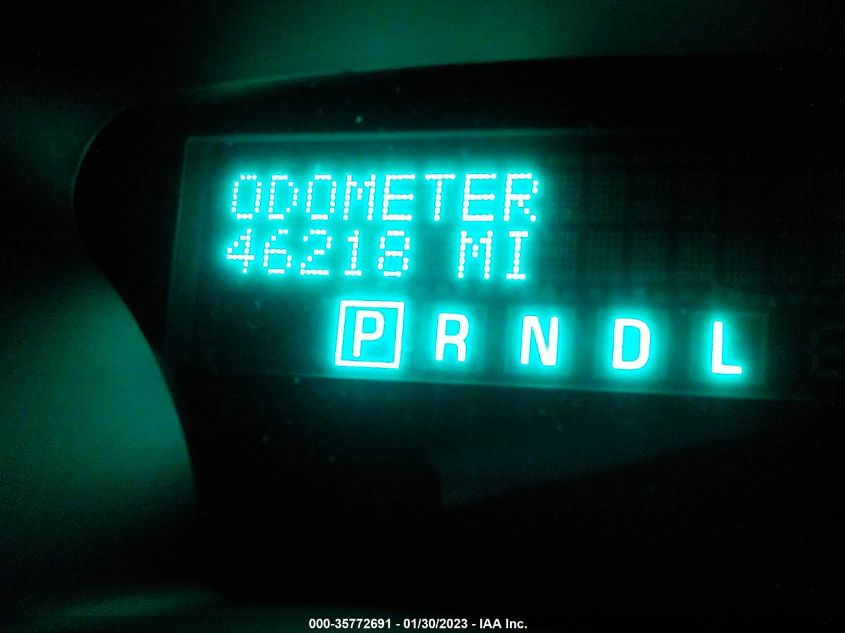 ODOMETER
46218 MI
P R N D L
000-35772691 - 01/30/2023 - IAA Inc.